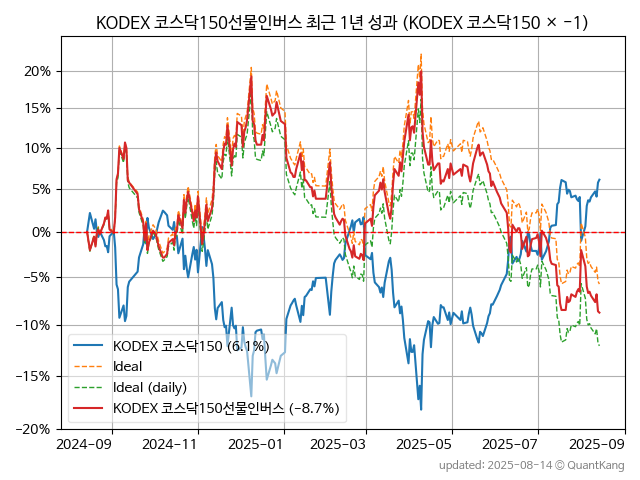 KODEX 코스닥150선물인버스 최근 1년 성과 (KODEX 코스닥150 × −1)
20%
15%
10%
5%
0%
−5%
−10%
−15%
−20%
KODEX 코스닥150 (6.1%)
Ideal
Ideal (daily)
KODEX 코스닥150선물인버스 (−8.7%)
2024-09
2024-11
2025-01
2025-03
2025-05
2025-07
2025-09
updated: 2025-08-14 © QuantKang